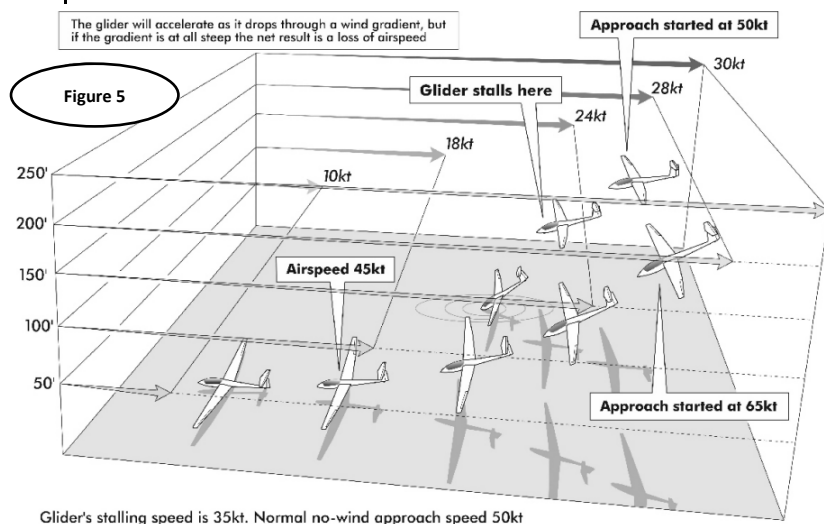 The glider will accelerate as it drops through a wind gradient, but
if the gradient is at all steep the net result is a loss of airspeed
Approach started at 50kt
Figure 5
Glider stalls here
30kt
28kt
24kt
18kt
10kt
250'
200'
150'
100'
50'
Airspeed 45kt
Approach started at 65kt
Glider's stalling speed is 35kt. Normal no-wind approach speed 50kt